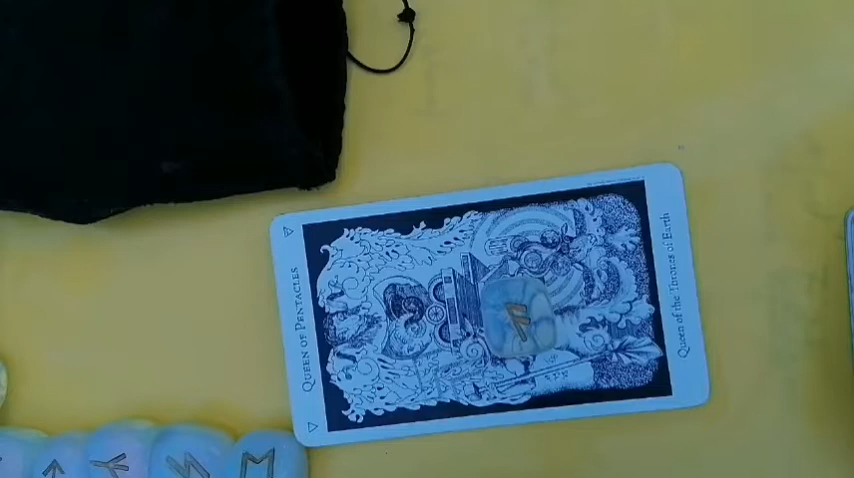 QUEEN OF PENTACLES
Queen of the Thrones of Earth
ᚨ